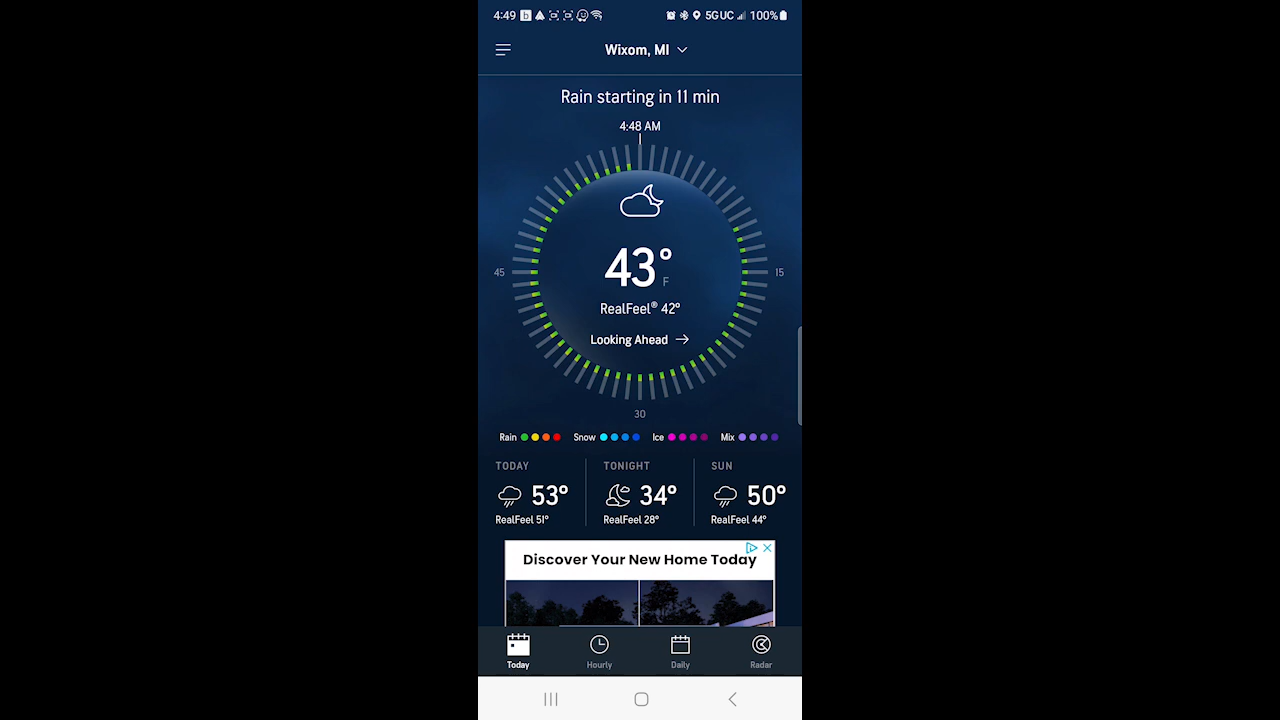 4:49 b 5G UC 100%
Wixom, MI
Rain starting in 11 min
4:48 AM
43°
F
45 15
RealFeel® 42°
Looking Ahead →
30
Rain Snow Ice Mix
TODAY TONIGHT SUN
53° 34° 50°
RealFeel 51° RealFeel 28° RealFeel 44°
Discover Your New Home Today
Today Hourly Daily Radar